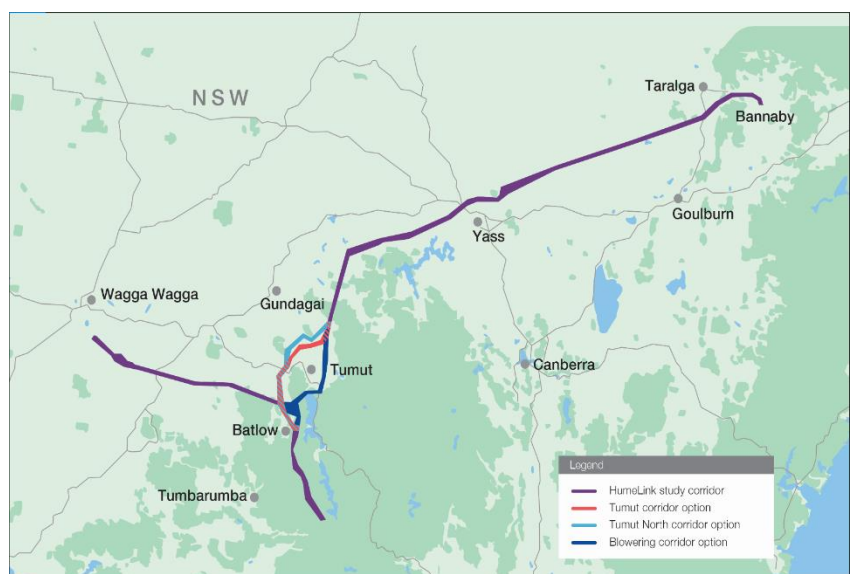 NSW
Taralga
Bannaby
Goulburn
Yass
Wagga Wagga
Gundagai
Tumut
Canberra
Batlow
Tumbarumba
Legend
HumeLink study corridor
Tumut corridor option
Tumut North corridor option
Blowering corridor option